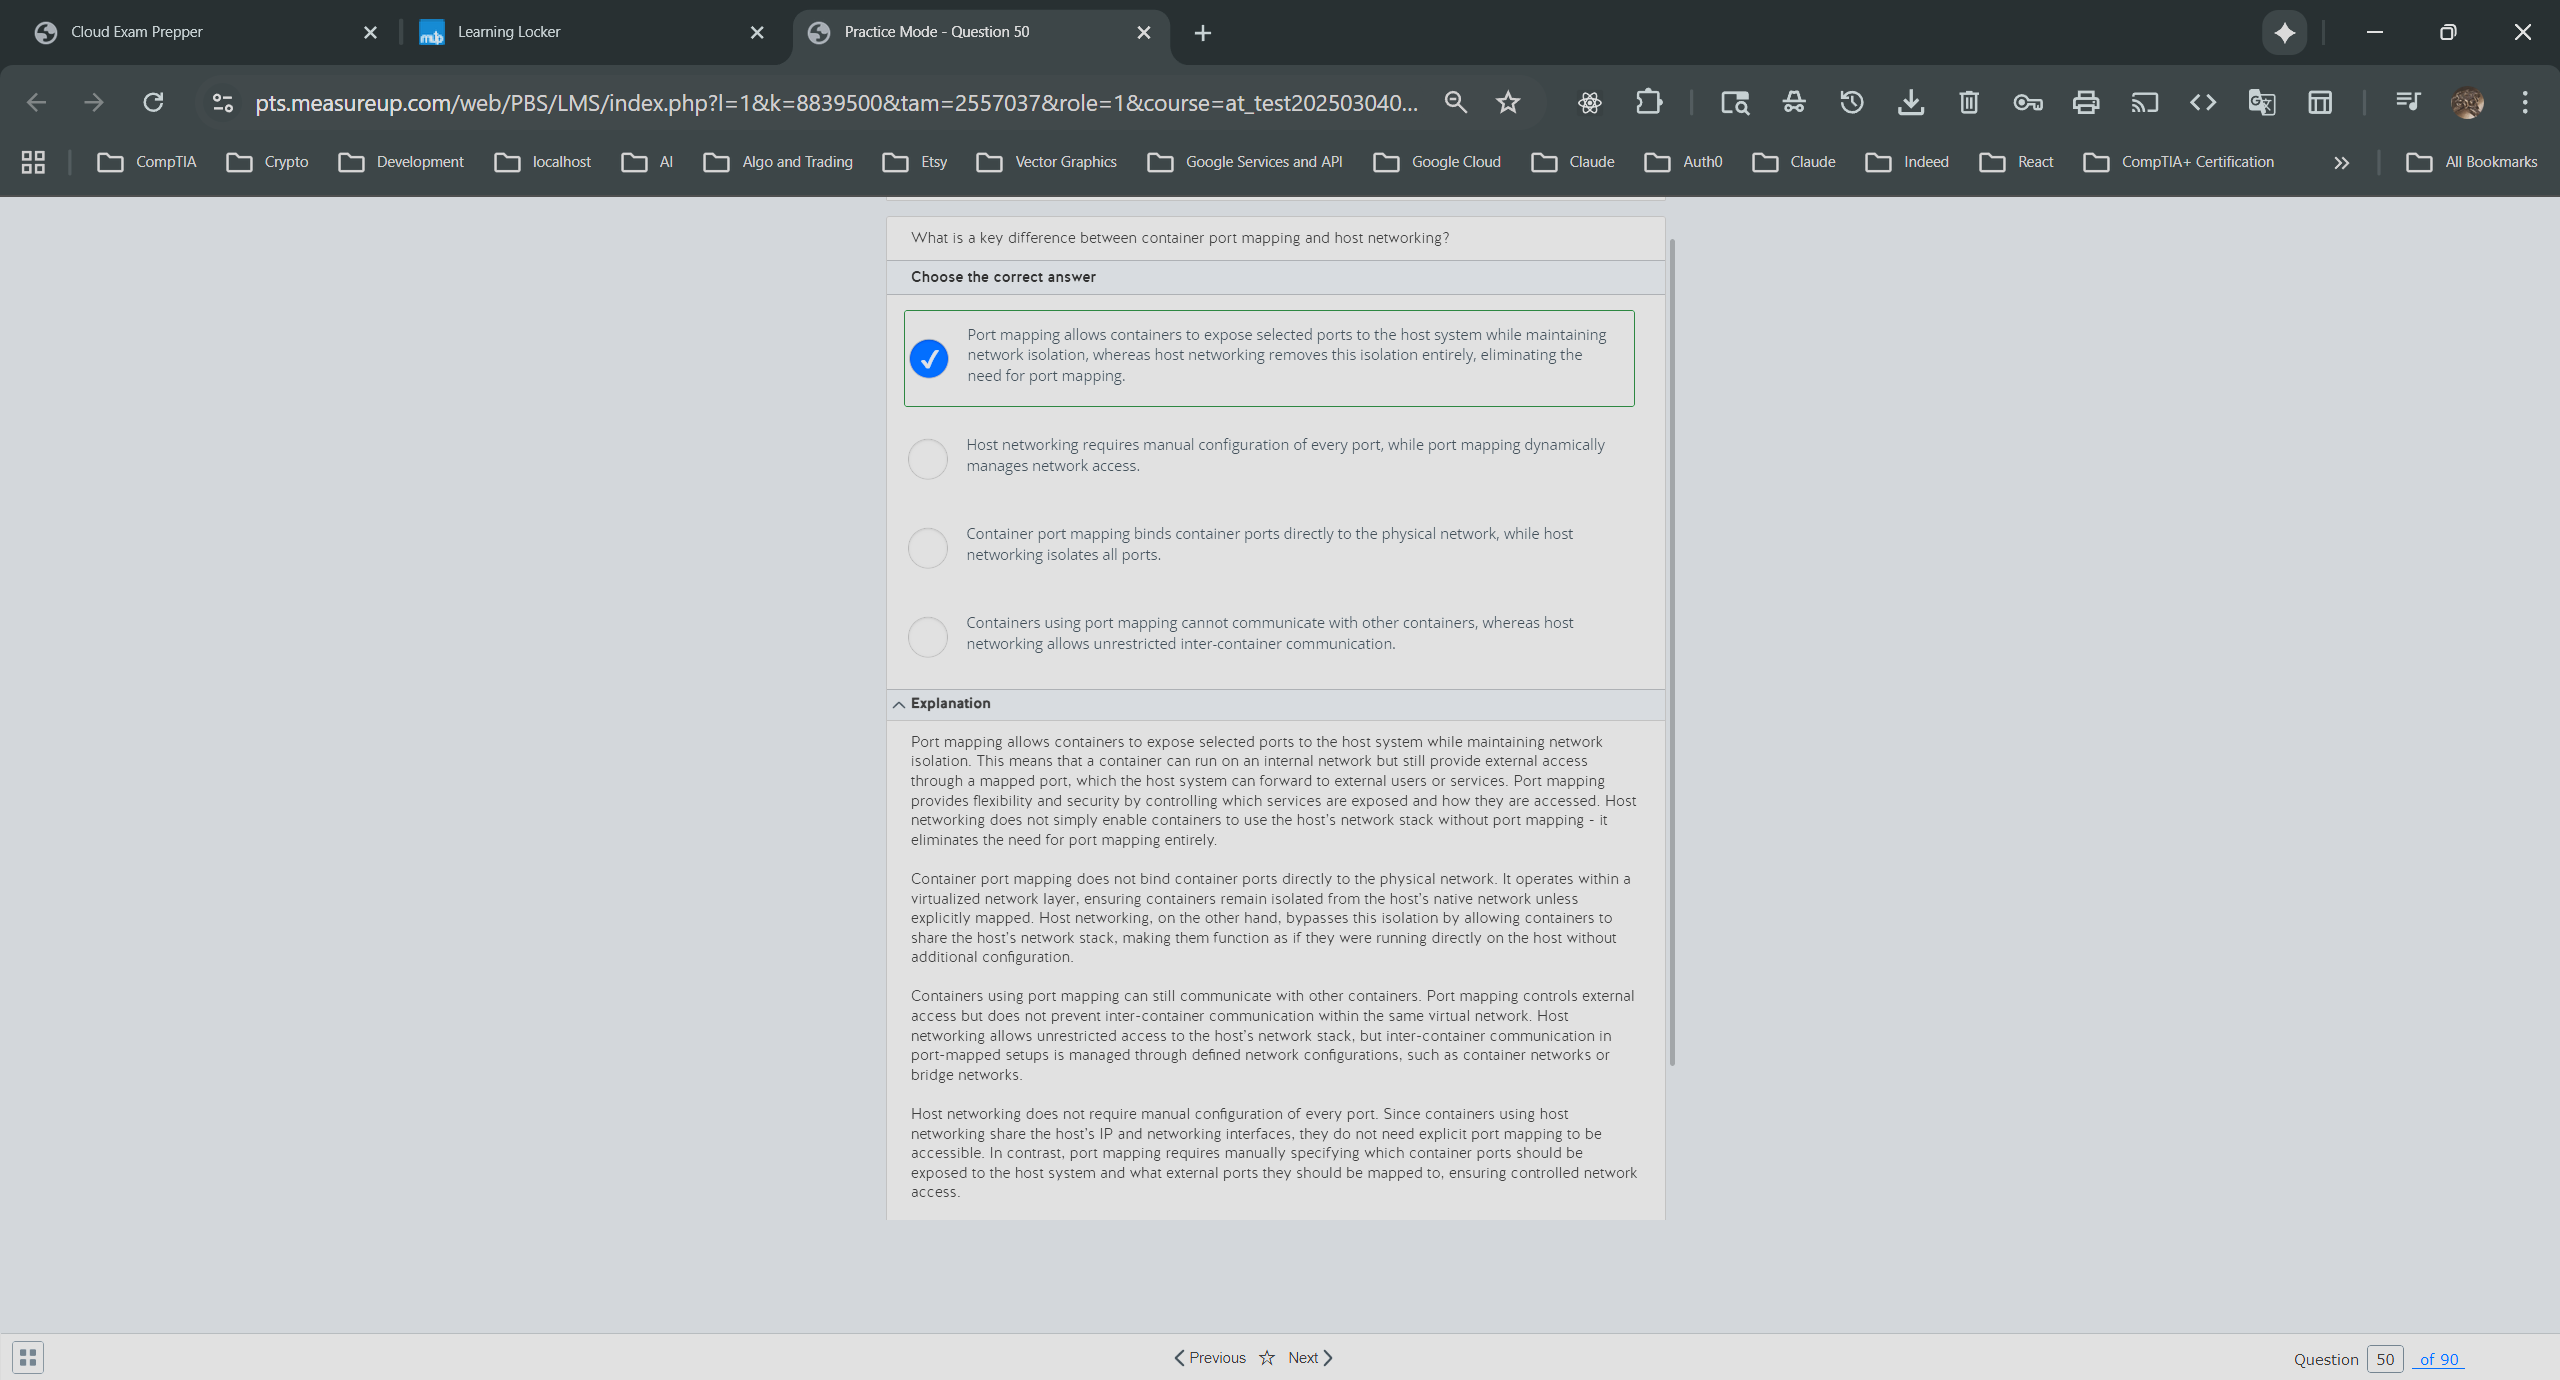 Cloud Exam Prepper
mup
Learning Locker
Practice Mode - Question 50
pts.measureup.com/web/PBS/LMS/index.php?l=1&k=8839500&tam=2557037&role=1&course=at_test202503040...
CompTIA
Crypto
Development
localhost
AI
Algo and Trading
Etsy
Vector Graphics
Google Services and API
Google Cloud
Claude
Auth0
Claude
Indeed
React
CompTIA+ Certification
All Bookmarks
What is a key difference between container port mapping and host networking?
Choose the correct answer
Port mapping allows containers to expose selected ports to the host system while maintaining
network isolation, whereas host networking removes this isolation entirely, eliminating the
need for port mapping.
Host networking requires manual configuration of every port, while port mapping dynamically
manages network access.
Container port mapping binds container ports directly to the physical network, while host
networking isolates all ports.
Containers using port mapping cannot communicate with other containers, whereas host
networking allows unrestricted inter-container communication.
Explanation
Port mapping allows containers to expose selected ports to the host system while maintaining network
isolation. This means that a container can run on an internal network but still provide external access
through a mapped port, which the host system can forward to external users or services. Port mapping
provides flexibility and security by controlling which services are exposed and how they are accessed. Host
networking does not simply enable containers to use the host's network stack without port mapping - it
eliminates the need for port mapping entirely.
Container port mapping does not bind container ports directly to the physical network. It operates within a
virtualized network layer, ensuring containers remain isolated from the host's native network unless
explicitly mapped. Host networking, on the other hand, bypasses this isolation by allowing containers to
share the host's network stack, making them function as if they were running directly on the host without
additional configuration.
Containers using port mapping can still communicate with other containers. Port mapping controls external
access but does not prevent inter-container communication within the same virtual network. Host
networking allows unrestricted access to the host's network stack, but inter-container communication in
port-mapped setups is managed through defined network configurations, such as container networks or
bridge networks.
Host networking does not require manual configuration of every port. Since containers using host
networking share the host's IP and networking interfaces, they do not need explicit port mapping to be
accessible. In contrast, port mapping requires manually specifying which container ports should be
exposed to the host system and what external ports they should be mapped to, ensuring controlled network
access.
Previous
Next
Question 50 of 90